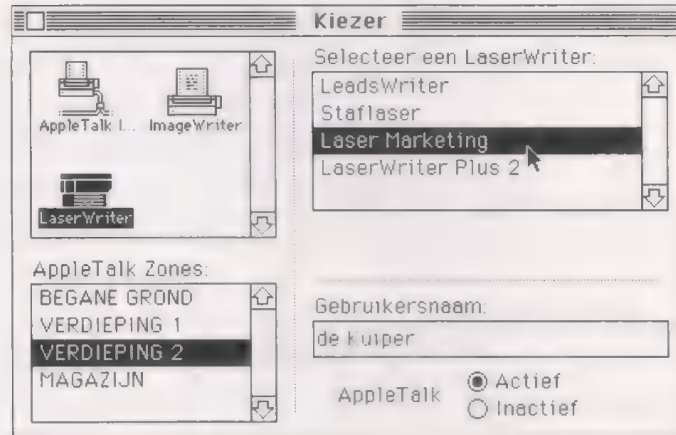 Kiezer
AppleTalk I... ImageWriter
LaserWriter
Selecteer een LaserWriter:
LeadsWriter
Staflaser
Laser Marketing
LaserWriter Plus 2
AppleTalk Zones:
BEGANE GROND
VERDIEPING 1
VERDIEPING 2
MAGAZIJN
Gebruikersnaam:
de Kuiper
AppleTalk
Actief
Inactief